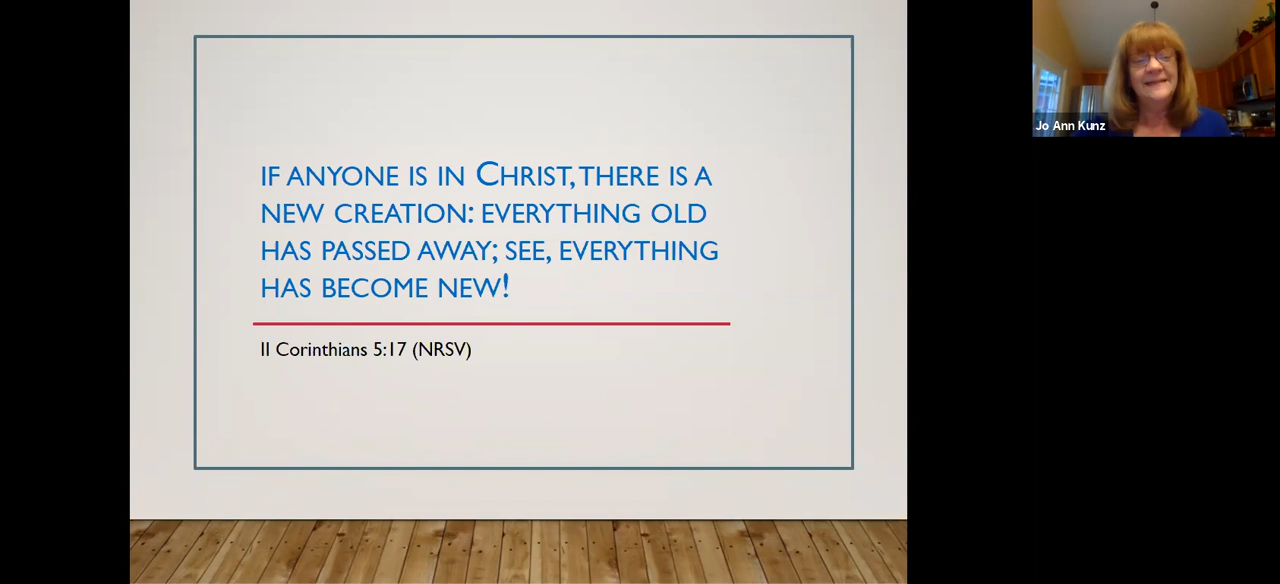 IF ANYONE IS IN CHRIST, THERE IS A
NEW CREATION: EVERYTHING OLD
HAS PASSED AWAY; SEE, EVERYTHING
HAS BECOME NEW!
II Corinthians 5:17 (NRSV)
Jo Ann Kunz